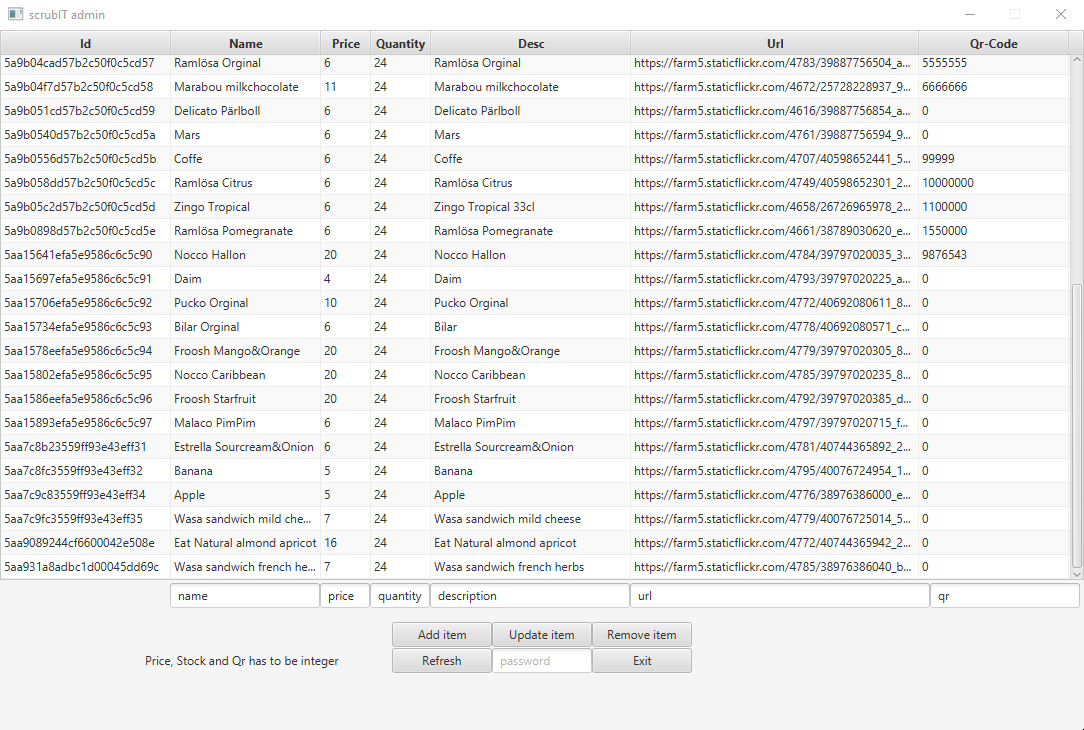 scrubIT admin
Id Name Price Quantity Desc Url Qr-Code
5a9b04cad57b2c50f0c5cd57 Ramlösa Orginal 6 24 Ramlösa Orginal https://farm5.staticflickr.com/4783/39887756504_a... 5555555
5a9b04f7d57b2c50f0c5cd58 Marabou milkchocolate 11 24 Marabou milkchocolate https://farm5.staticflickr.com/4672/25728228937_9... 6666666
5a9b051cd57b2c50f0c5cd59 Delicato Pärlboll 6 24 Delicato Pärlboll https://farm5.staticflickr.com/4616/39887756854_a... 0
5a9b0540d57b2c50f0c5cd5a Mars 6 24 Mars https://farm5.staticflickr.com/4761/39887756594_9... 0
5a9b0556d57b2c50f0c5cd5b Coffe 6 24 Coffe https://farm5.staticflickr.com/4707/40598652441_5... 99999
5a9b058dd57b2c50f0c5cd5c Ramlösa Citrus 6 24 Ramlösa Citrus https://farm5.staticflickr.com/4749/40598652301_2... 10000000
5a9b05c2d57b2c50f0c5cd5d Zingo Tropical 6 24 Zingo Tropical 33cl https://farm5.staticflickr.com/4658/26726965978_2... 1100000
5a9b0898d57b2c50f0c5cd5e Ramlösa Pomegranate 6 24 Ramlösa Pomegranate https://farm5.staticflickr.com/4661/38789030620_e... 1550000
5aa15641efa5e9586c6c5c90 Nocco Hallon 20 24 Nocco Hallon https://farm5.staticflickr.com/4784/39797020035_3... 9876543
5aa15697efa5e9586c6c5c91 Daim 4 24 Daim https://farm5.staticflickr.com/4793/39797020225_a... 0
5aa15706efa5e9586c6c5c92 Pucko Orginal 10 24 Pucko Orginal https://farm5.staticflickr.com/4772/40692080611_8... 0
5aa15734efa5e9586c6c5c93 Bilar Orginal 6 24 Bilar https://farm5.staticflickr.com/4778/40692080571_c... 0
5aa1578eefa5e9586c6c5c94 Froosh Mango&Orange 20 24 Froosh Mango&Orange https://farm5.staticflickr.com/4779/39797020305_8... 0
5aa15802efa5e9586c6c5c95 Nocco Caribbean 20 24 Nocco Caribbean https://farm5.staticflickr.com/4785/39797020235_8... 0
5aa1586eefa5e9586c6c5c96 Froosh Starfruit 20 24 Froosh Starfruit https://farm5.staticflickr.com/4792/39797020385_d... 0
5aa15893efa5e9586c6c5c97 Malaco PimPim 6 24 Malaco PimPim https://farm5.staticflickr.com/4797/39797020715_f... 0
5aa7c8b23559ff93e43eff31 Estrella Sourcream&Onion 6 24 Estrella Sourcream&Onion https://farm5.staticflickr.com/4781/40744365892_2... 0
5aa7c8fc3559ff93e43eff32 Banana 5 24 Banana https://farm5.staticflickr.com/4795/40076724954_1... 0
5aa7c9c83559ff93e43eff34 Apple 5 24 Apple https://farm5.staticflickr.com/4776/38976386000_e... 0
5aa7c9fc3559ff93e43eff35 Wasa sandwich mild che... 7 24 Wasa sandwich mild cheese https://farm5.staticflickr.com/4779/40076725014_5... 0
5aa9089244cf6600042e508e Eat Natural almond apricot 16 24 Eat Natural almond apricot https://farm5.staticflickr.com/4772/40744365942_2... 0
5aa931a8adbc1d00045dd69c Wasa sandwich french he... 7 24 Wasa sandwich french herbs https://farm5.staticflickr.com/4785/38976386040_b... 0
name price quantity description url qr
Add item Update item Remove item
Price, Stock and Qr has to be integer Refresh password Exit